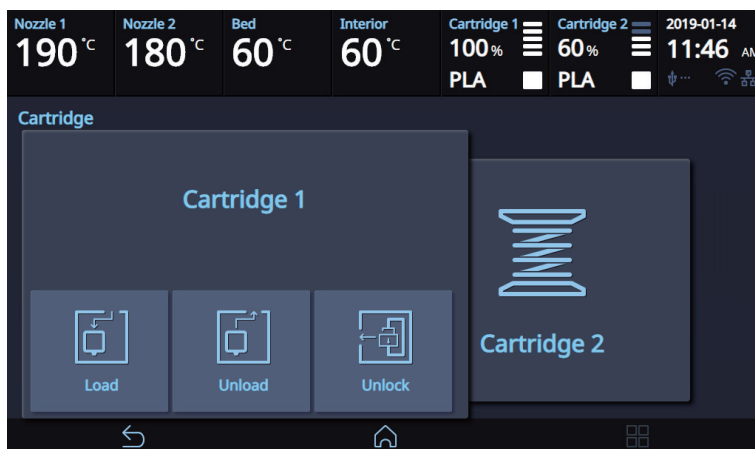 Nozzle 1 Nozzle 2 Bed Interior Cartridge 1 Cartridge 2 2019-01-14
190°C 180°C 60°C 60°C 100% 60% 11:46 AM
PLA PLA
Cartridge
Cartridge 1
Cartridge 2
Load Unload Unlock